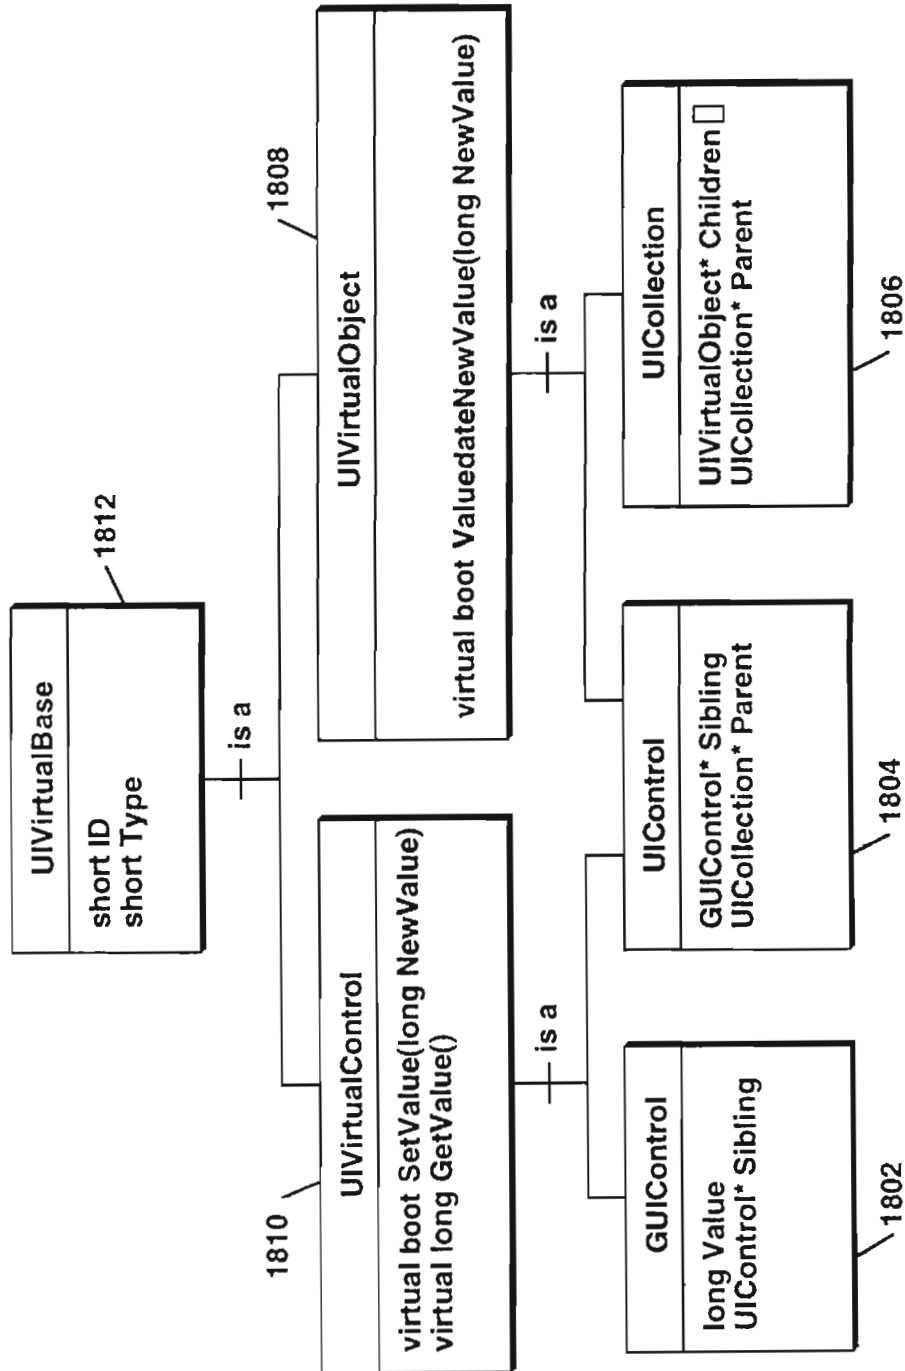 UIVirtualBase
short ID
short Type
1812
is a
1810
UIVirtualControl
virtual boot SetValue(long NewValue)
virtual long GetValue()
1808
UIVirtualObject
virtual boot ValuedateNewValue(long NewValue)
is a
is a
GUIControl
long Value
UIControl* Sibling
1802
UIControl
GUIControl* Sibling
UICollection* Parent
1804
UICollection
UIVirtualObject* Children[]
UICollection* Parent
1806